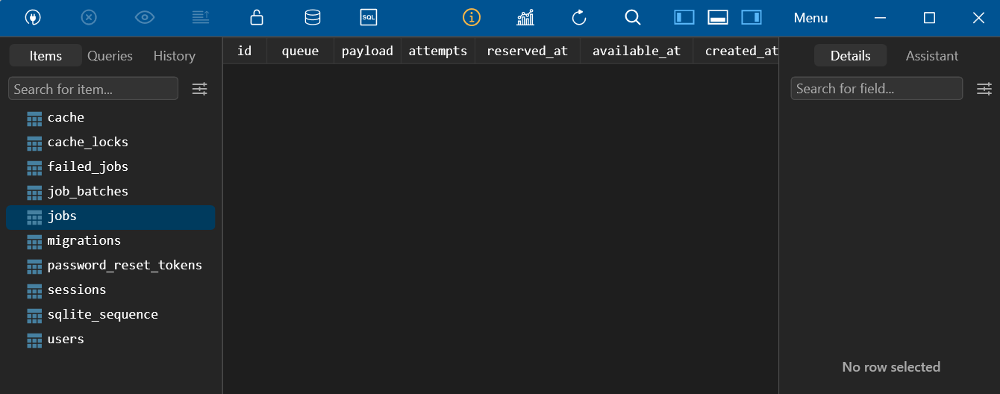 SQL
Menu
Items Queries History
Search for item...
cache
cache_locks
failed_jobs
job_batches
jobs
migrations
password_reset_tokens
sessions
sqlite_sequence
users
id queue payload attempts reserved_at available_at created_at
Details Assistant
Search for field...
No row selected